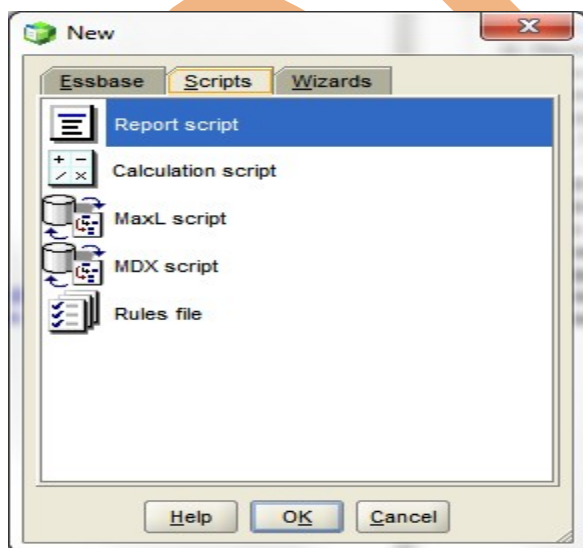 New
Essbase Scripts Wizards
Report script
Calculation script
MaxL script
MDX script
Rules file
Help OK Cancel